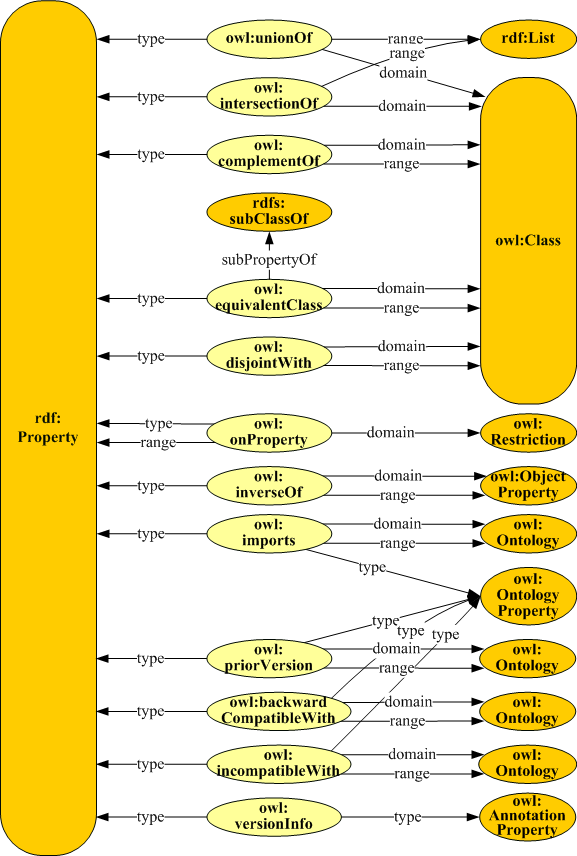 type
owl:unionOf
range
rdf:List
range
domain
type
owl:
intersectionOf
domain
type
owl:
complementOf
domain
range
rdfs:
subClassOf
owl:Class
subPropertyOf
type
owl:
equivalentClass
domain
range
type
owl:
disjointWith
domain
range
rdf:
Property
type
range
owl:
onProperty
domain
owl:
Restriction
type
owl:
inverseOf
domain
range
owl:Object
Property
type
owl:
imports
domain
range
owl:
Ontology
type
owl:
Ontology
Property
type
type
type
type
owl:
priorVersion
domain
range
owl:
Ontology
type
owl:backward
CompatibleWith
domain
range
owl:
Ontology
type
owl:
incompatibleWith
domain
range
owl:
Ontology
type
owl:
versionInfo
type
owl:
Annotation
Property